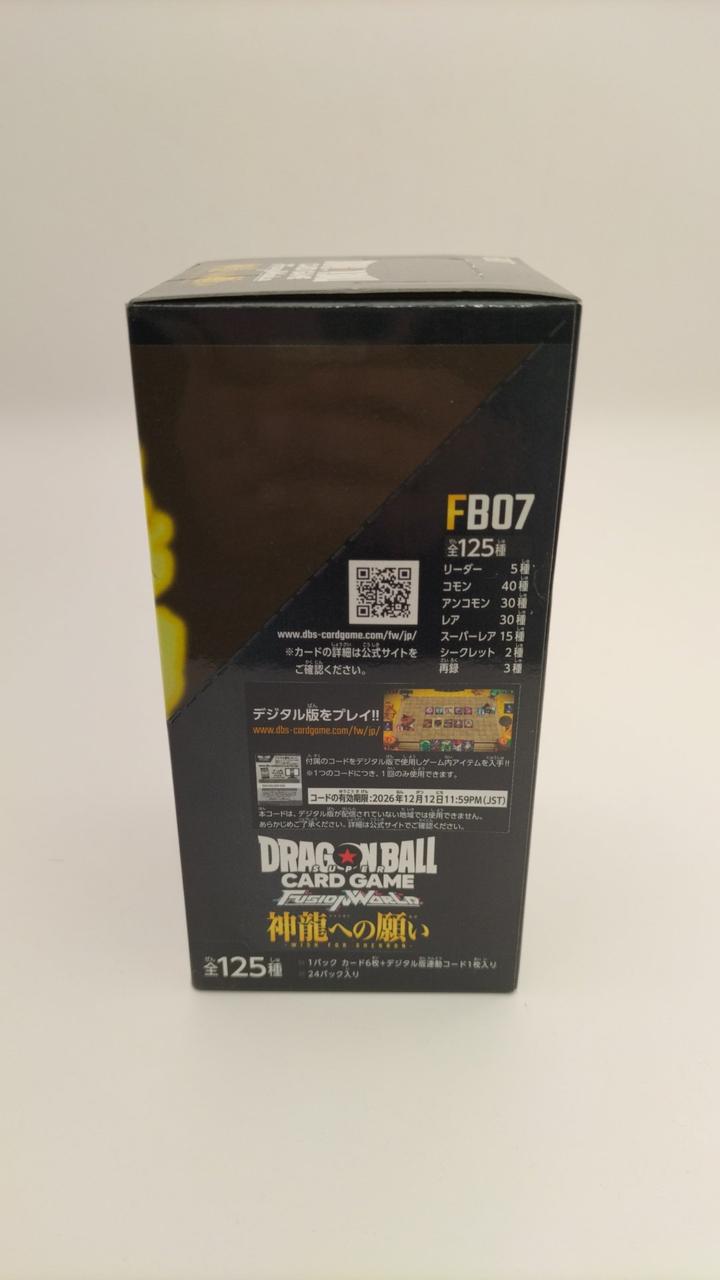 FB07
全125種
リーダー 5種
コモン 40種
アンコモン 30種
レア 30種
スーパーレア 15種
シークレット 2種
再録 3種
www.dbs-cardgame.com/fw/jp/
※カードの詳細は公式サイトを
ご確認ください。
デジタル版をプレイ!!
www.dbs-cardgame.com/fw/jp/
付属のコードをデジタル版で使用しゲーム内アイテムを入手!!
※1つのコードにつき、1回のみ使用できます。
コードの有効期限:2026年12月12日11:59PM(JST)
本コードは、デジタル版が配信されていない地域では使用できません。
あらかじめご了承ください。詳細は公式サイトでご確認ください。
DRAGON BALL
SUPER
CARD GAME
FUSION WORLD
神龍への願い
-WISH FOR SHENRON-
全125種
1パック カード6枚+デジタル版連動コード1枚入り
24パック入り